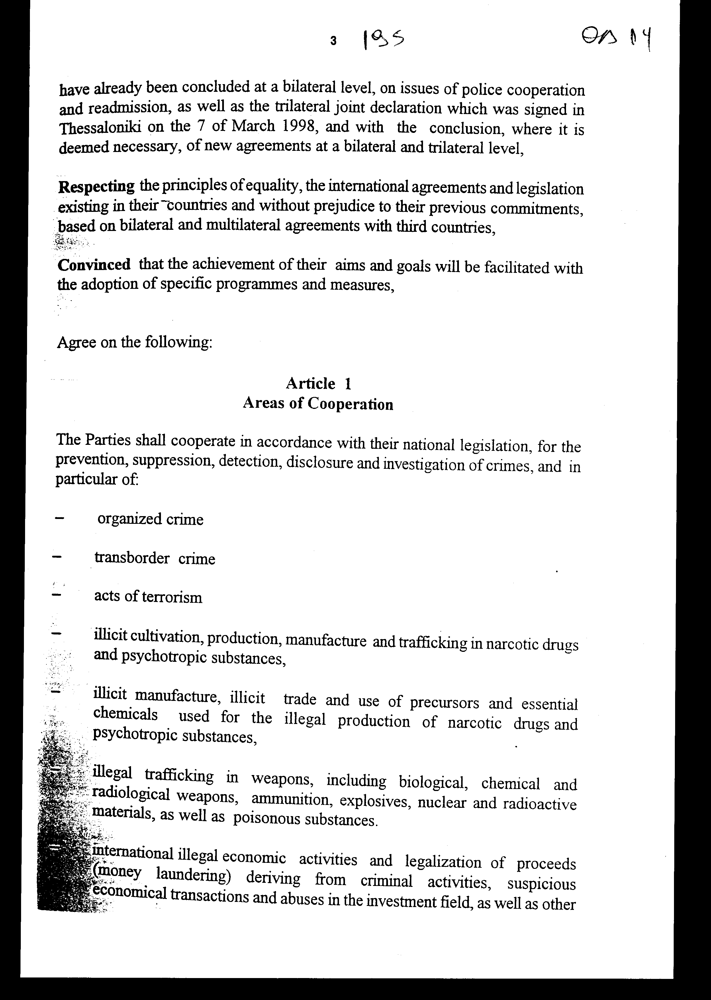 3 195
have already been concluded at a bilateral level, on issues of police cooperation
and readmission, as well as the trilateral joint declaration which was signed in
Thessaloniki on the 7 of March 1998, and with the conclusion, where it is
deemed necessary, of new agreements at a bilateral and trilateral level,
Respecting the principles of equality, the international agreements and legislation
existing in their countries and without prejudice to their previous commitments,
based on bilateral and multilateral agreements with third countries,
Convinced that the achievement of their aims and goals will be facilitated with
the adoption of specific programmes and measures,
Agree on the following:
Article 1
Areas of Cooperation
The Parties shall cooperate in accordance with their national legislation, for the
prevention, suppression, detection, disclosure and investigation of crimes, and in
particular of:
– organized crime
– transborder crime
– acts of terrorism
– illicit cultivation, production, manufacture and trafficking in narcotic drugs
and psychotropic substances,
– illicit manufacture, illicit trade and use of precursors and essential
chemicals used for the illegal production of narcotic drugs and
psychotropic substances,
– illegal trafficking in weapons, including biological, chemical and
radiological weapons, ammunition, explosives, nuclear and radioactive
materials, as well as poisonous substances.
– international illegal economic activities and legalization of proceeds
(money laundering) deriving from criminal activities, suspicious
economical transactions and abuses in the investment field, as well as other